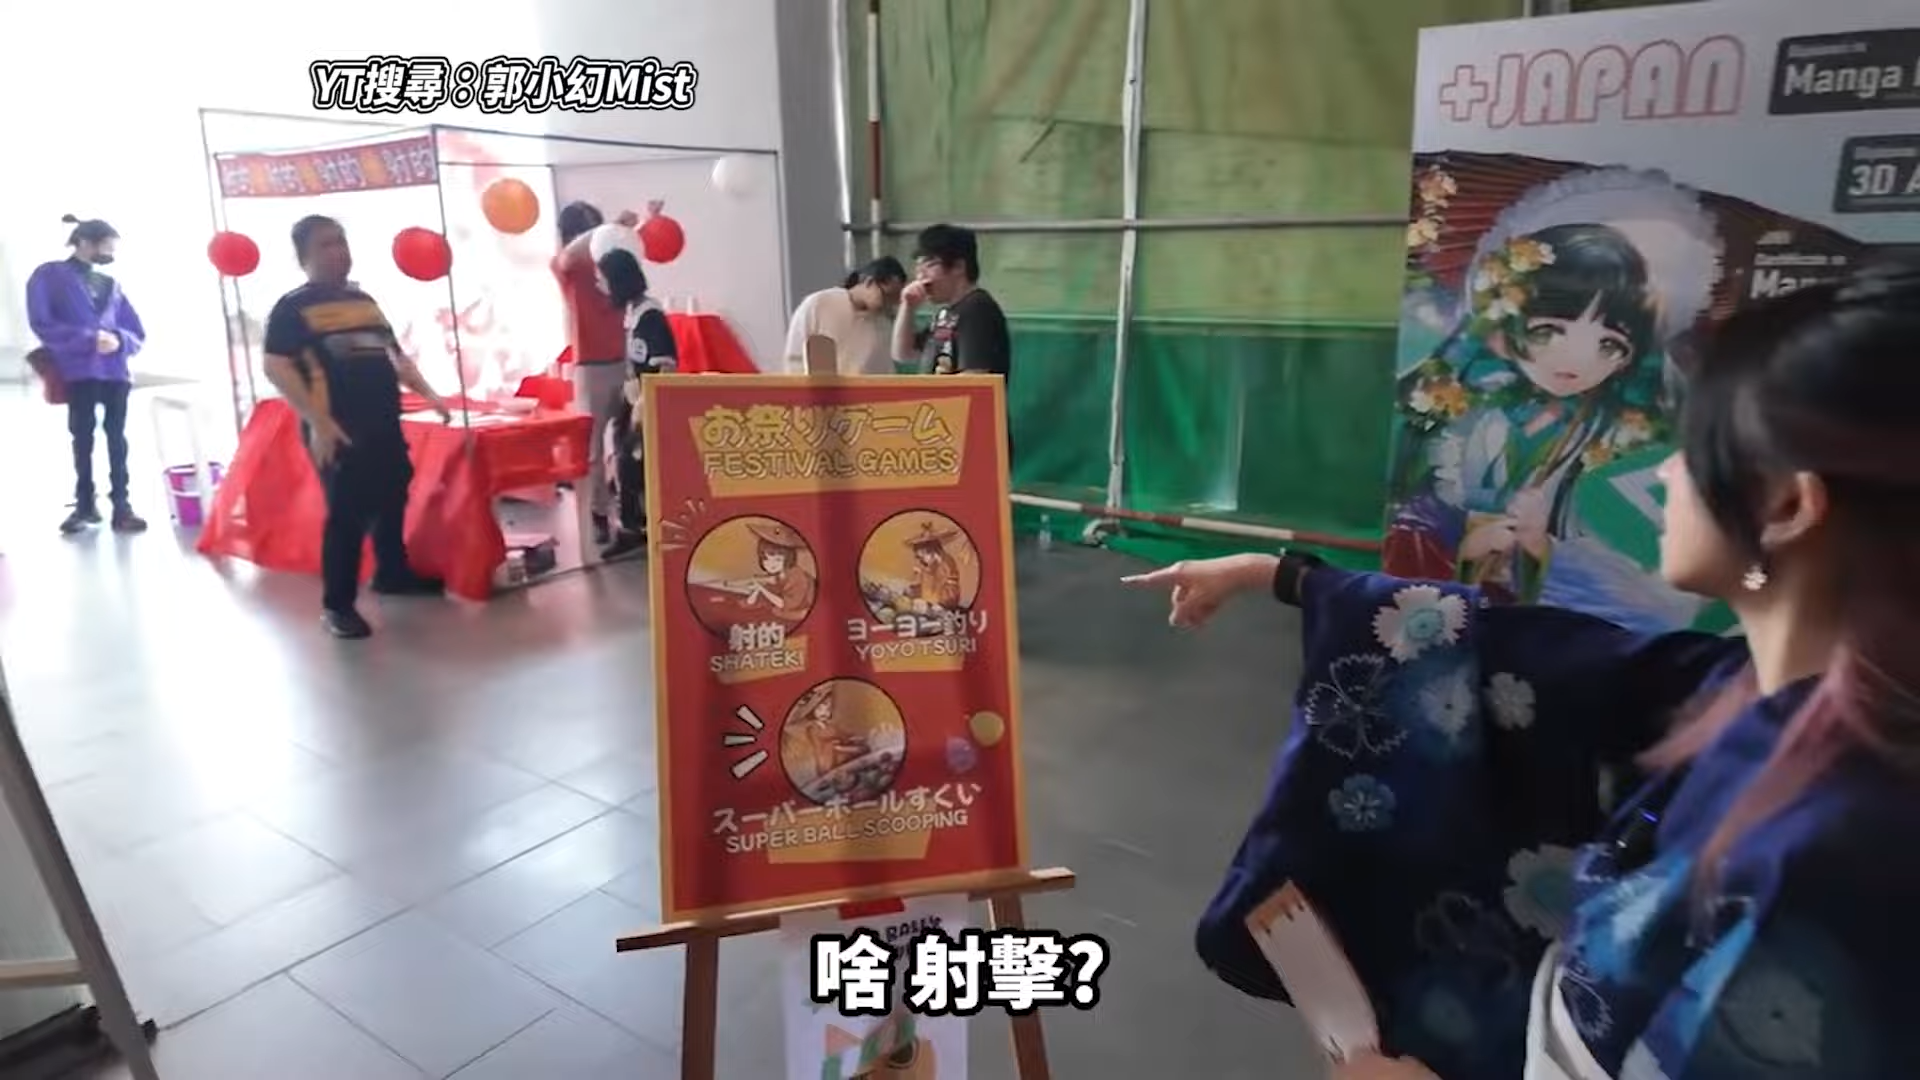 YT搜尋：郭小幻Mist
+JAPAN
Manga
3D
射的 射的 射的
お祭りゲーム
FESTIVAL GAMES
射的
SHATEKI
ヨーヨー釣り
YOYO TSURI
スーパーボールすくい
SUPER BALL SCOOPING
啥 射擊?